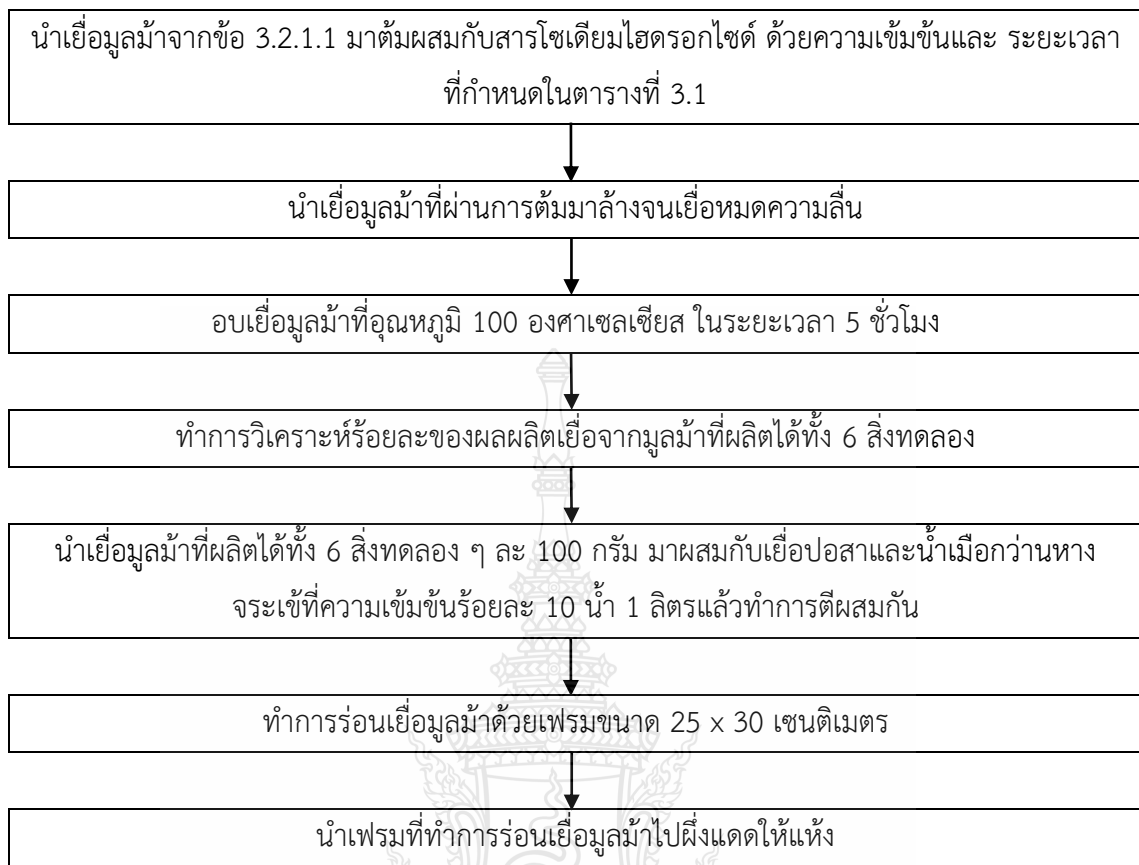 นำเยื่อมูลม้าจากข้อ 3.2.1.1 มาต้มผสมกับสารโซเดียมไฮดรอกไซด์ ด้วยความเข้มข้นและ ระยะเวลา
ที่กำหนดในตารางที่ 3.1
นำเยื่อมูลม้าที่ผ่านการต้มมาล้างจนเยื่อหมดความลื่น
อบเยื่อมูลม้าที่อุณหภูมิ 100 องศาเซลเซียส ในระยะเวลา 5 ชั่วโมง
ทำการวิเคราะห์ร้อยละของผลผลิตเยื่อจากมูลม้าที่ผลิตได้ทั้ง 6 สิ่งทดลอง
นำเยื่อมูลม้าที่ผลิตได้ทั้ง 6 สิ่งทดลอง ๆ ละ 100 กรัม มาผสมกับเยื่อปอสาและน้ำเมือกว่านหาง
จระเข้ที่ความเข้มข้นร้อยละ 10 น้ำ 1 ลิตรแล้วทำการตีผสมกัน
ทำการร่อนเยื่อมูลม้าด้วยเฟรมขนาด 25 x 30 เซนติเมตร
นำเฟรมที่ทำการร่อนเยื่อมูลม้าไปผึ่งแดดให้แห้ง